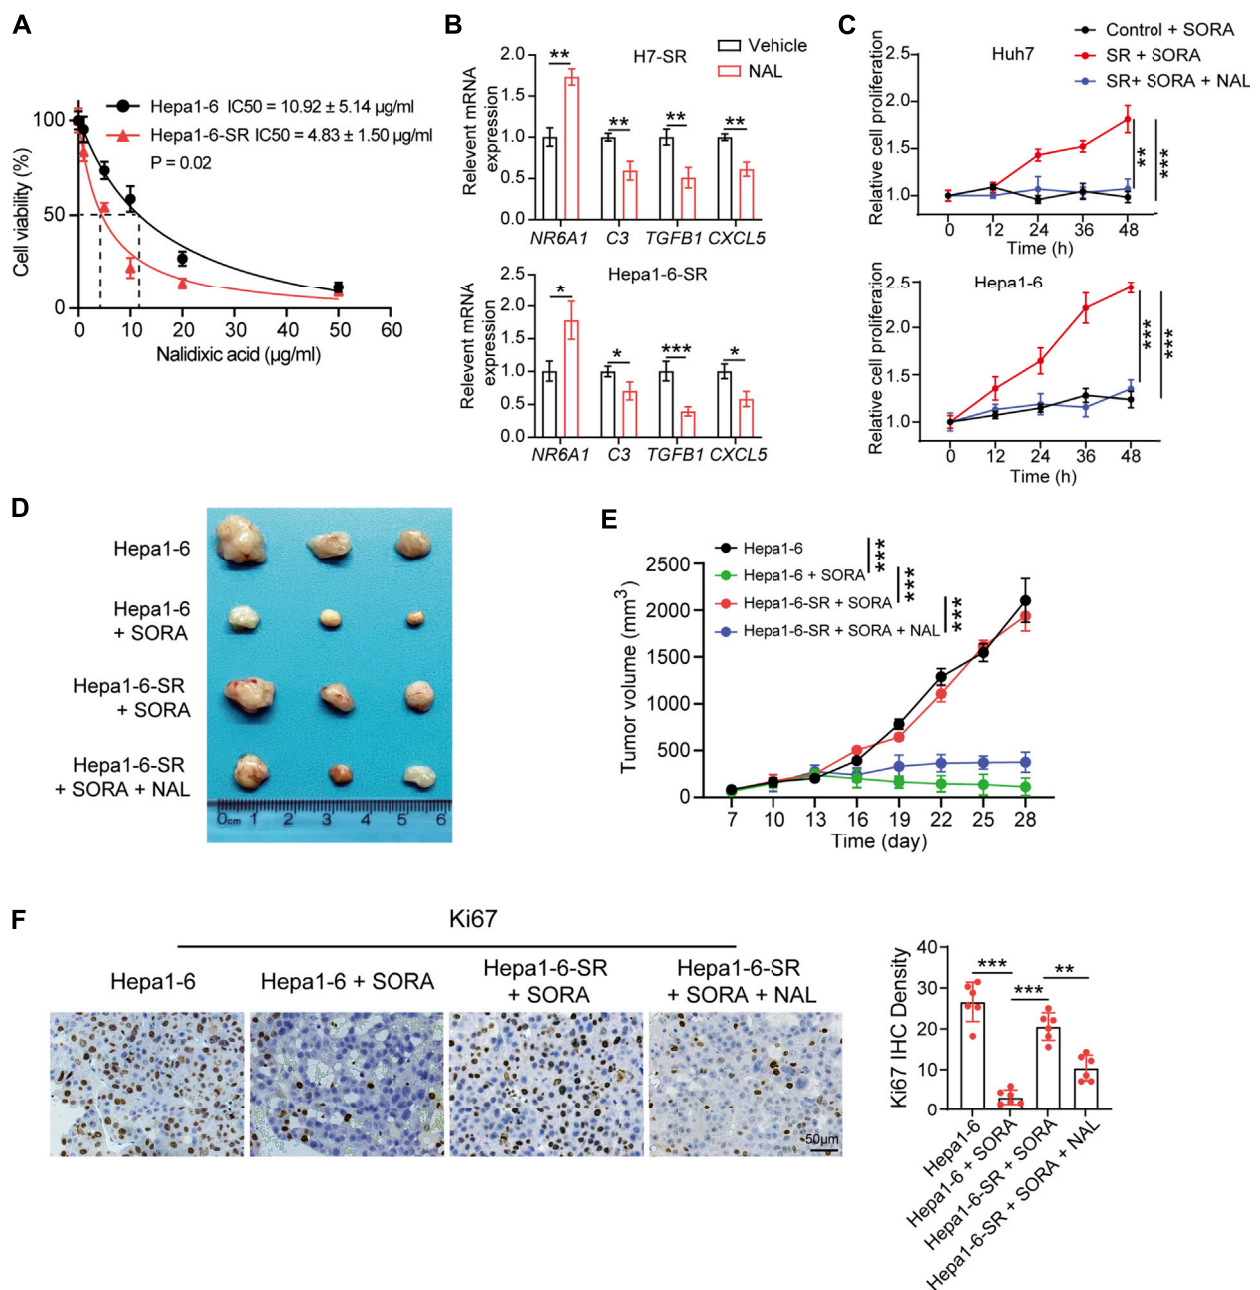 A
Hepa1-6 IC50 = 10.92 ± 5.14 µg/ml
Hepa1-6-SR IC50 = 4.83 ± 1.50 µg/ml
P = 0.02
Cell viability (%)
100
50
0
0 10 20 30 40 50 60
Nalidixic acid (µg/ml)
B
H7-SR
Vehicle
NAL
Relevent mRNA
expression
2.0
1.5
1.0
0.5
0.0
** ** ** **
NR6A1 C3 TGFB1 CXCL5
Hepa1-6-SR
Relevent mRNA
expression
2.5
2.0
1.5
1.0
0.5
0.0
* * *** *
NR6A1 C3 TGFB1 CXCL5
C
Control + SORA
SR + SORA
SR+ SORA + NAL
Huh7
Relative cell proliferation
2.5
2.0
1.5
1.0
** ***
0 12 24 36 48
Time (h)
Hepa1-6
Relative cell proliferation
2.5
2.0
1.5
1.0
*** ***
0 12 24 36 48
Time (h)
D
Hepa1-6
Hepa1-6
+ SORA
Hepa1-6-SR
+ SORA
Hepa1-6-SR
+ SORA + NAL
0cm 1 2 3 4 5 6
E
Hepa1-6
Hepa1-6 + SORA
Hepa1-6-SR + SORA
Hepa1-6-SR + SORA + NAL
*** *** ***
Tumor volume (mm3)
2500
2000
1500
1000
500
0
7 10 13 16 19 22 25 28
Time (day)
F
Ki67
Hepa1-6
Hepa1-6 + SORA
Hepa1-6-SR
+ SORA
Hepa1-6-SR
+ SORA + NAL
50µm
Ki67 IHC Density
40
30
20
10
0
*** *** **
Hepa1-6
Hepa1-6 + SORA
Hepa1-6-SR + SORA
Hepa1-6-SR + SORA + NAL